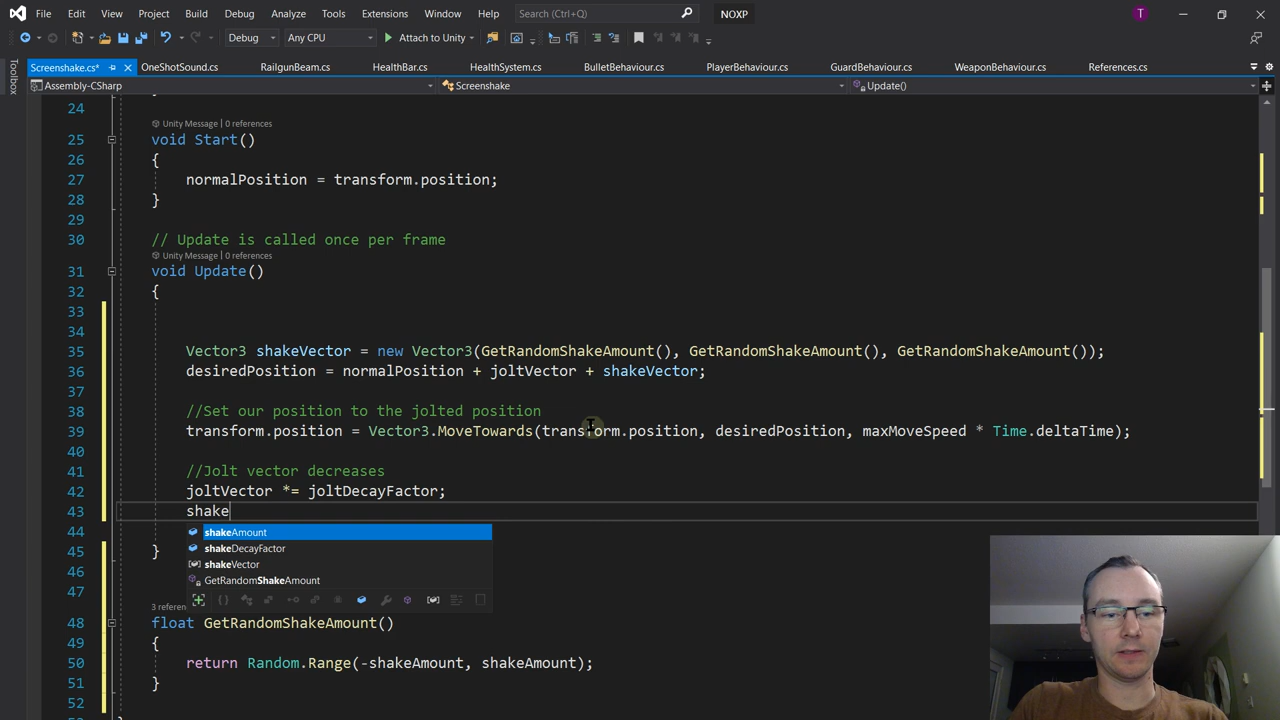 File Edit View Project Build Debug Analyze Tools Extensions Window Help Search (Ctrl+Q) NOXP T
Debug Any CPU Attach to Unity
Toolbox
Screenshake.cs* OneShotSound.cs RailgunBeam.cs HealthBar.cs HealthSystem.cs BulletBehaviour.cs PlayerBehaviour.cs GuardBehaviour.cs WeaponBehaviour.cs References.cs
Assembly-CSharp Screenshake Update()
24
Unity Message | 0 references
25 void Start()
26 {
27 normalPosition = transform.position;
28 }
29
30 // Update is called once per frame
Unity Message | 0 references
31 void Update()
32 {
33
34
35 Vector3 shakeVector = new Vector3(GetRandomShakeAmount(), GetRandomShakeAmount(), GetRandomShakeAmount());
36 desiredPosition = normalPosition + joltVector + shakeVector;
37
38 //Set our position to the jolted position
39 transform.position = Vector3.MoveTowards(transform.position, desiredPosition, maxMoveSpeed * Time.deltaTime);
40
41 //Jolt vector decreases
42 joltVector *= joltDecayFactor;
43 shake
44 shakeAmount
shakeDecayFactor
45 }
46 shakeVector
GetRandomShakeAmount
47
3 referenc
48 float GetRandomShakeAmount()
49 {
50 return Random.Range(-shakeAmount, shakeAmount);
51 }
52